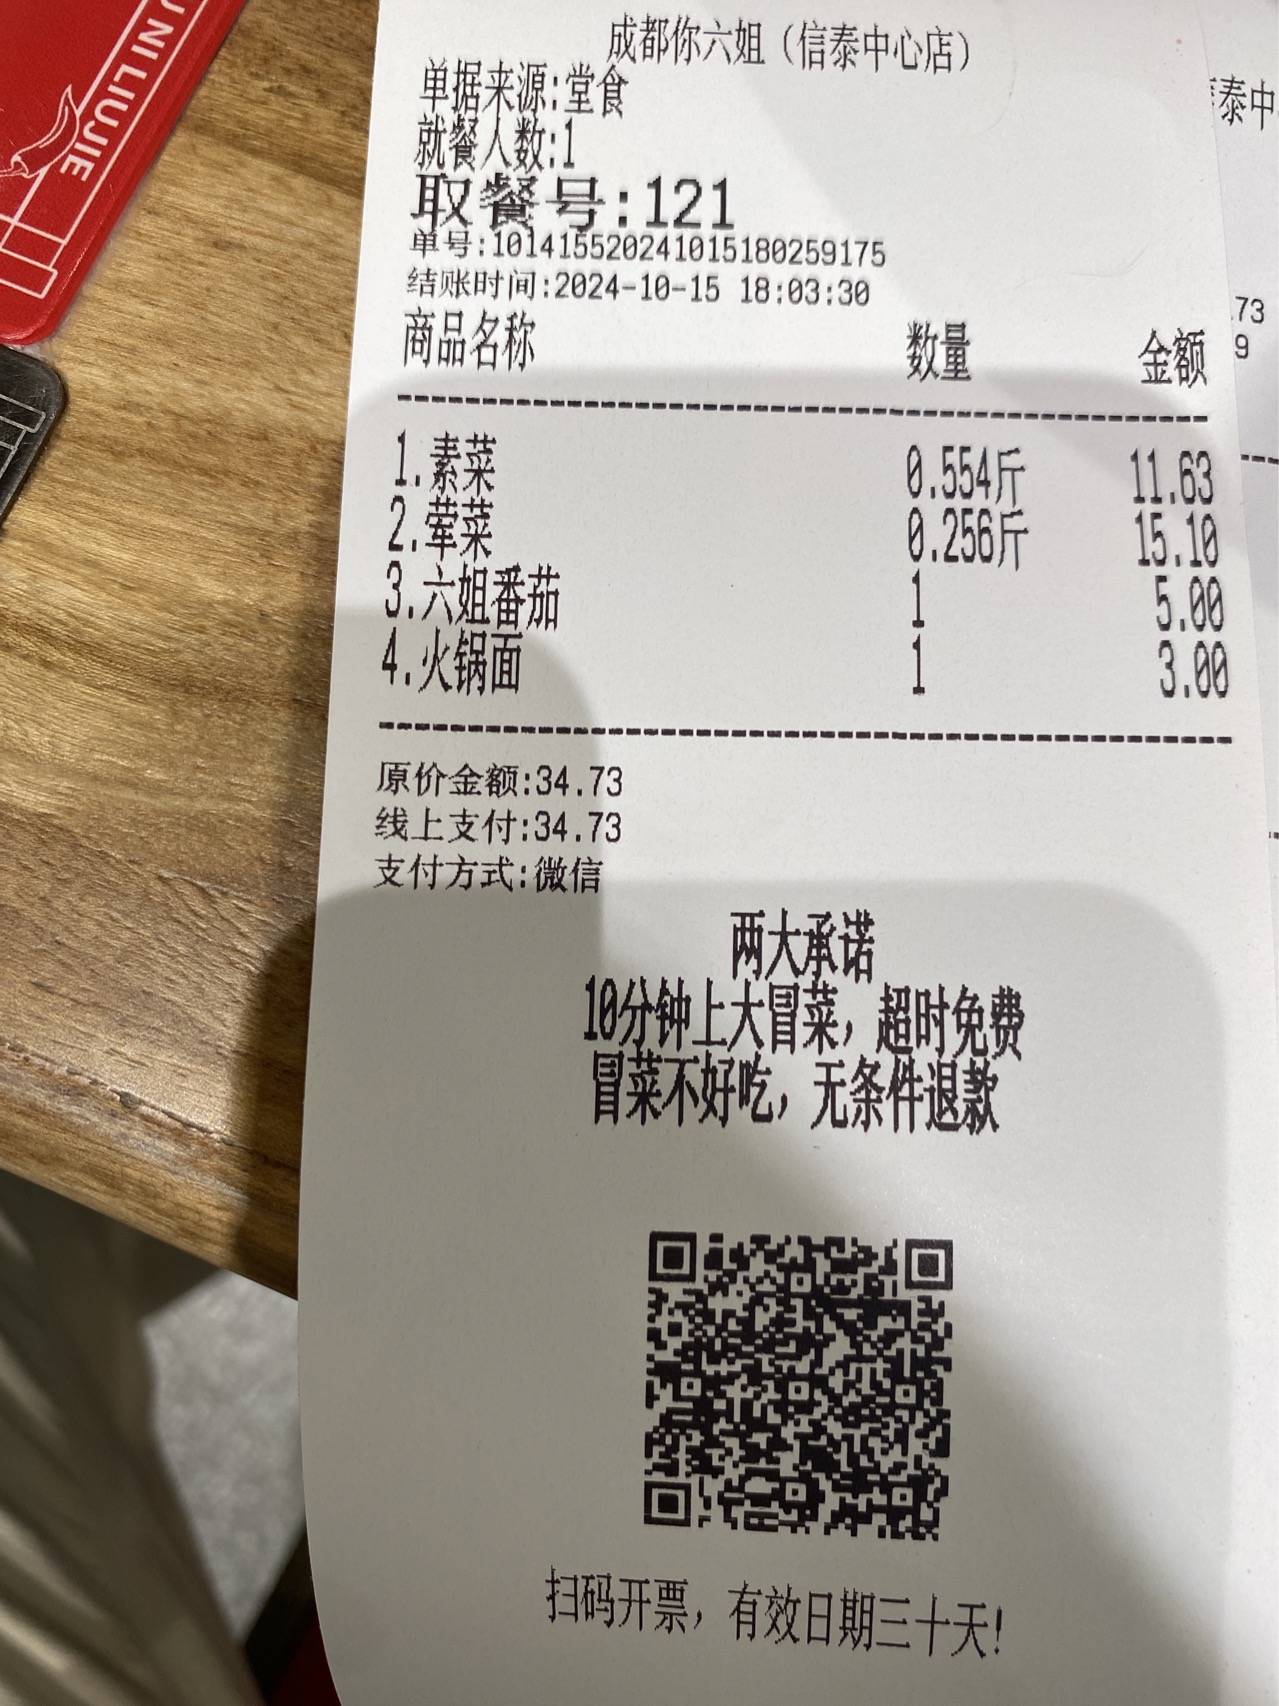 U NI LIUJIE
成都你六姐（信泰中心店）
单据来源:堂食
就餐人数:1
取餐号:121
单号:10141552024101518025９175
结账时间:2024-10-15 18:03:30
商品名称 数量 金额
1.素菜 0.554斤 11.63
2.荤菜 0.256斤 15.10
3.六姐番茄 1 5.00
4.火锅面 1 3.00
原价金额:34.73
线上支付:34.73
支付方式:微信
两大承诺
10分钟上大冒菜，超时免费
冒菜不好吃，无条件退款
扫码开票，有效日期三十天!
泰中
.73
9